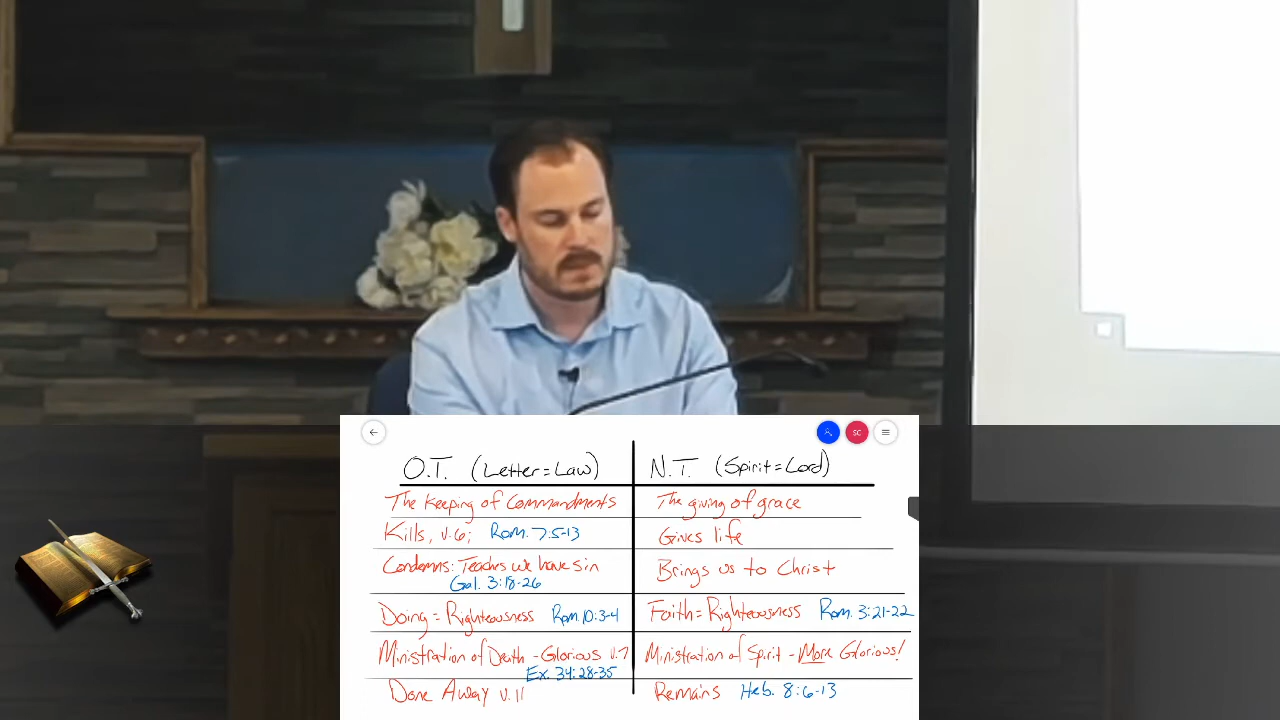 SC
O.T. (Letter=Law) N.T. (Spirit=Lord)
The Keeping of Commandments The giving of grace
Kills, v.6; Rom. 7:5-13 Gives life
Condemns: Teachs we have sin Brings us to Christ
Gal. 3:18-26
Doing = Righteousness Rom. 10:3-4 Faith = Righteousness Rom. 3:21-22
Ministration of Death - Glorious v.7 Ministration of Spirit - More Glorious!
Ex. 34:28-35
Done Away v.11 Remains Heb. 8:6-13